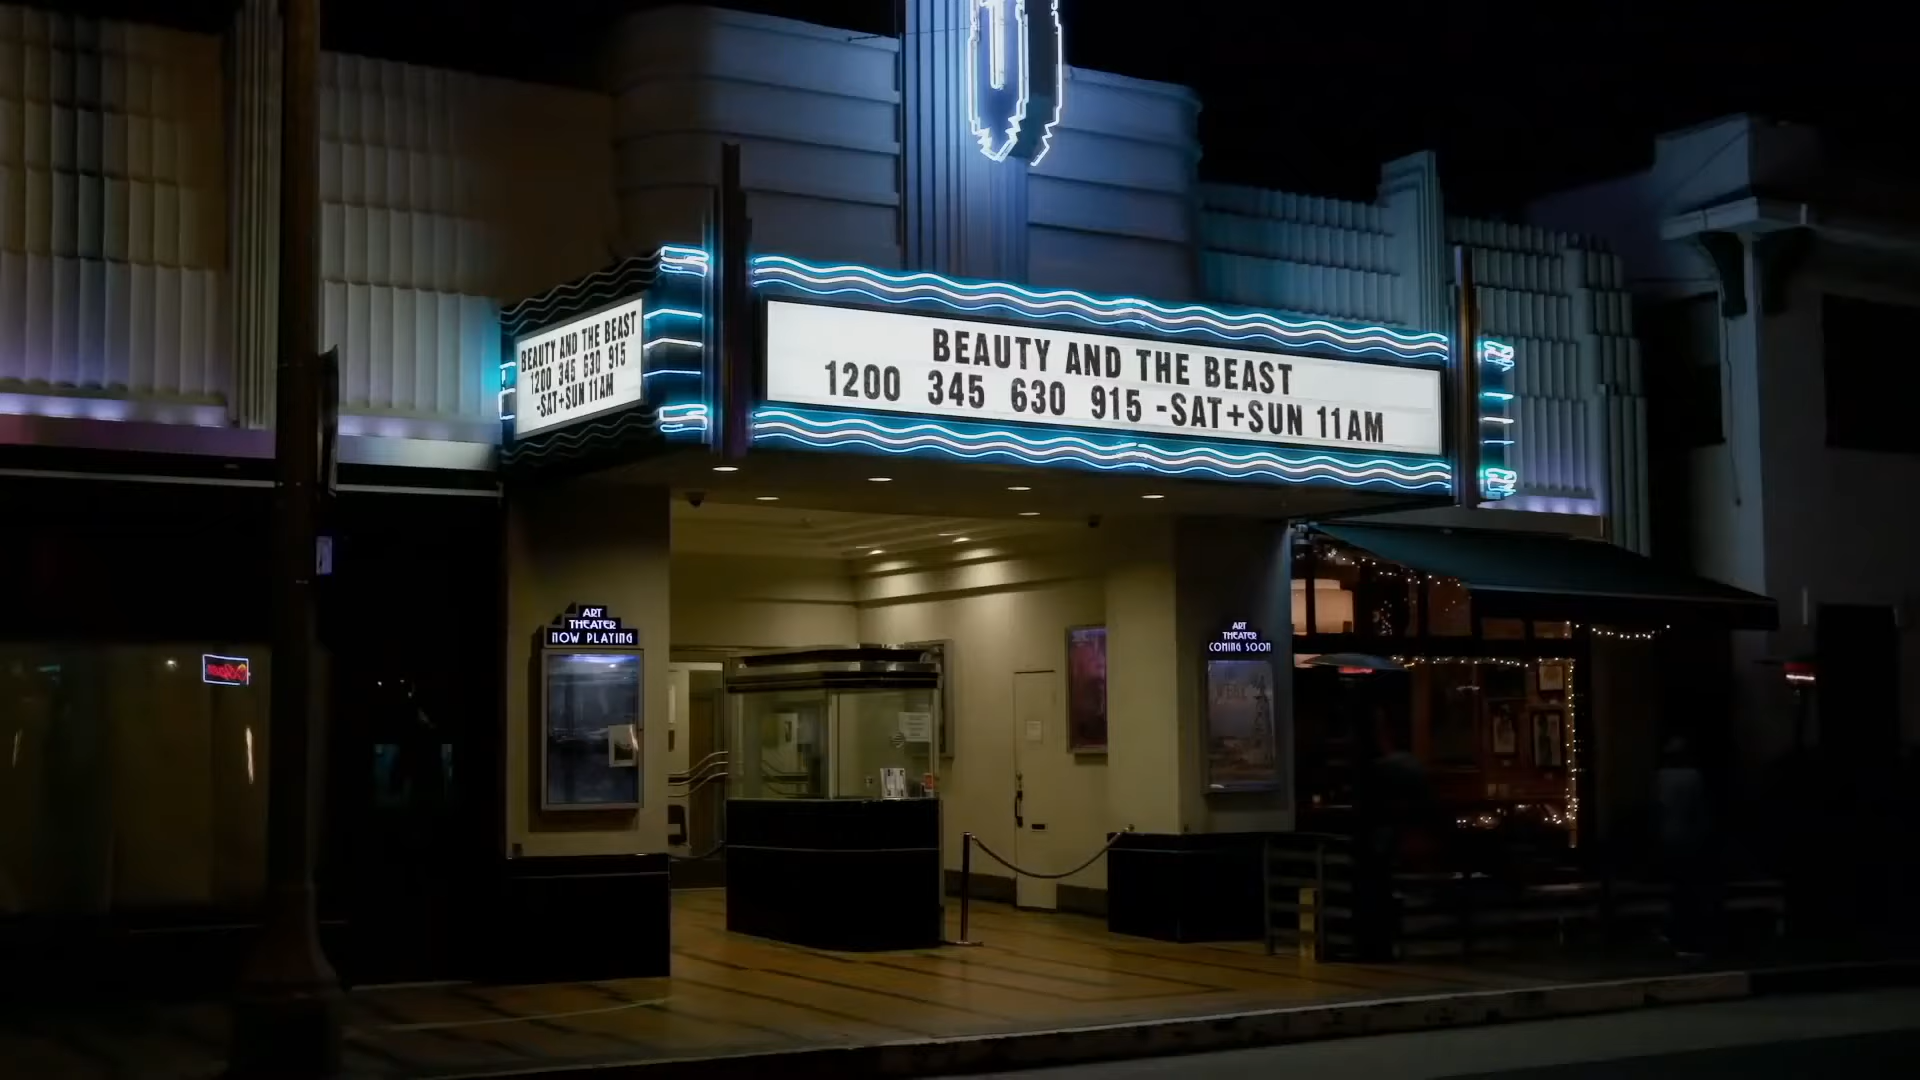 BEAUTY AND THE BEAST
1200 345 630 915
-SAT+SUN 11AM
BEAUTY AND THE BEAST
1200 345 630 915 -SAT+SUN 11AM
ART
THEATER
NOW PLAYING
ART
THEATER
COMING SOON